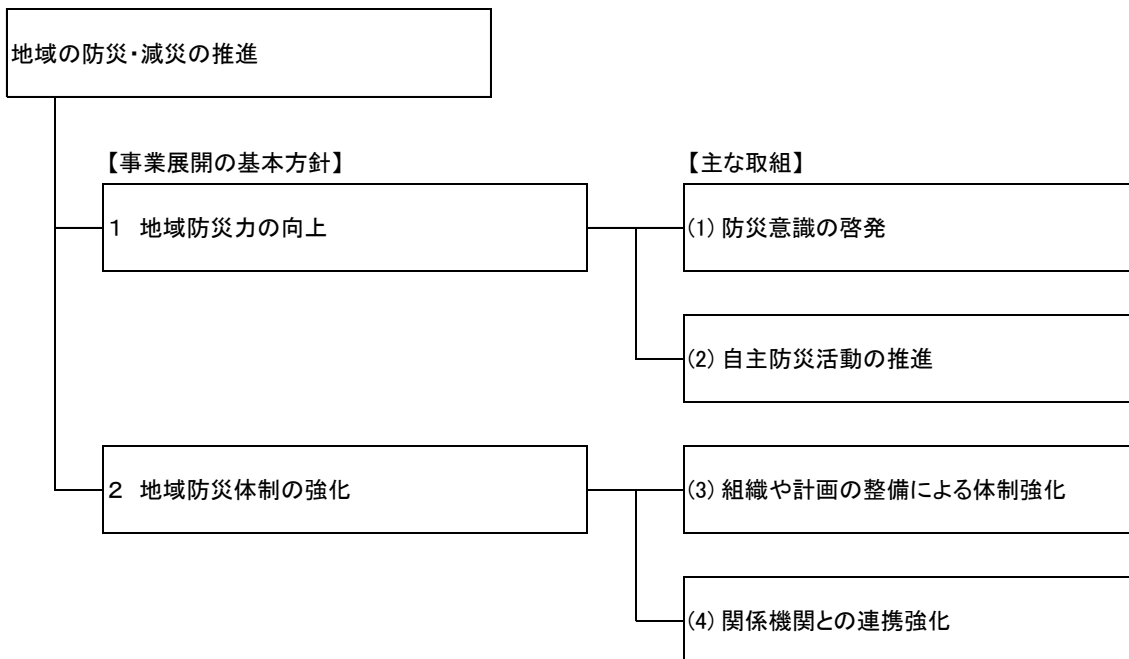 地域の防災・減災の推進
【事業展開の基本方針】
【主な取組】
１　地域防災力の向上
(1) 防災意識の啓発
(2) 自主防災活動の推進
２　地域防災体制の強化
(3) 組織や計画の整備による体制強化
(4) 関係機関との連携強化